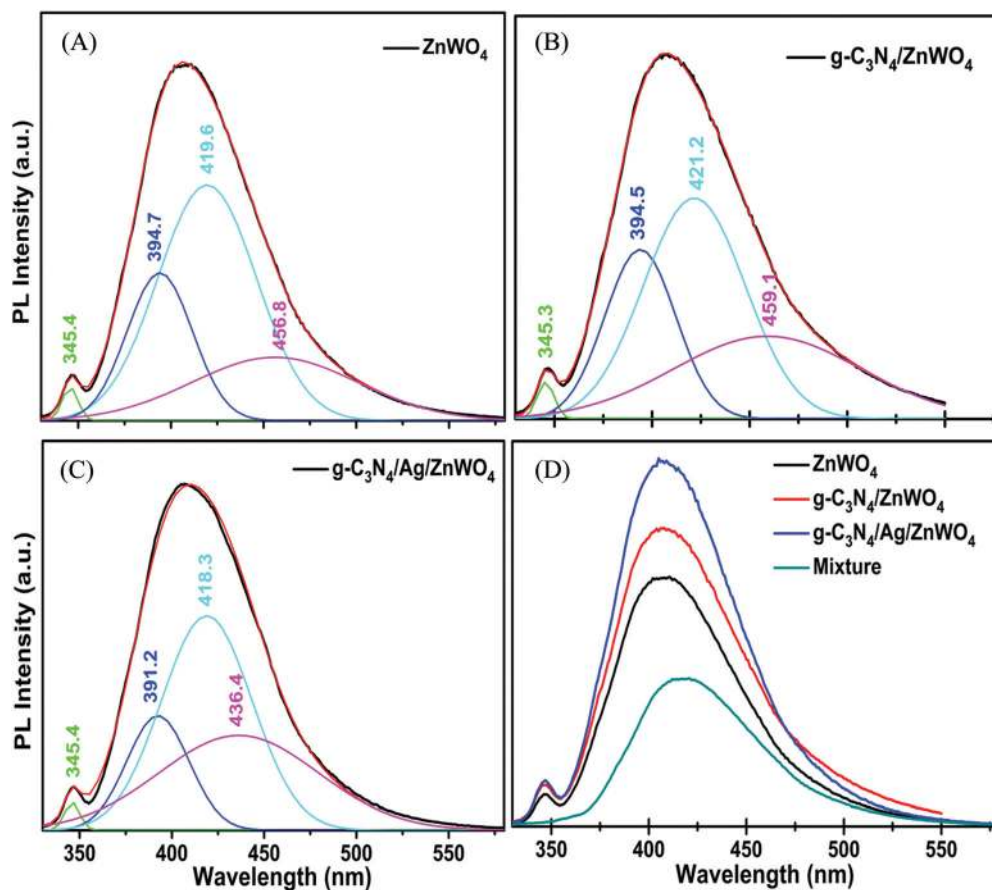 (A)
ZnWO₄
PL Intensity (a.u.)
345.4
394.7
419.6
456.8
(B)
g-C₃N₄/ZnWO₄
345.3
394.5
421.2
459.1
(C)
g-C₃N₄/Ag/ZnWO₄
PL Intensity (a.u.)
345.4
391.2
418.3
436.4
350 400 450 500 550
Wavelength (nm)
(D)
ZnWO₄
g-C₃N₄/ZnWO₄
g-C₃N₄/Ag/ZnWO₄
Mixture
350 400 450 500 550
Wavelength (nm)